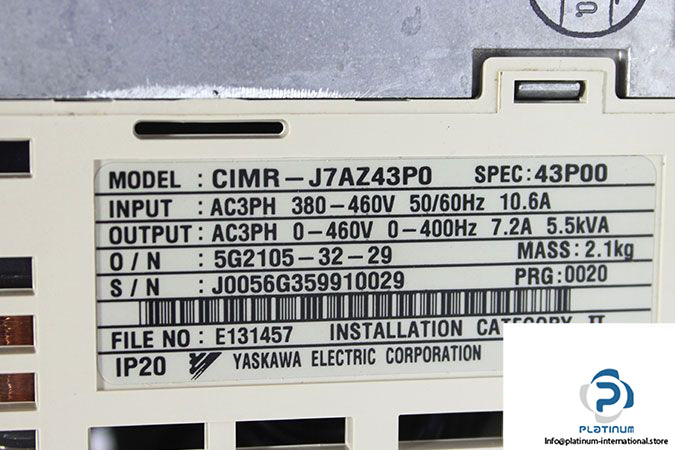 MODEL : CIMR-J7AZ43P0 SPEC: 43P00
INPUT : AC3PH 380-460V 50/60Hz 10.6A
OUTPUT : AC3PH 0-460V 0-400Hz 7.2A 5.5kVA
O / N : 5G2105-32-29 MASS: 2.1kg
S / N : J0056G359910029 PRG: 0020
FILE NO : E131457 INSTALLATION CATEGORY II
IP20 YASKAWA ELECTRIC CORPORATION
PLATINUM
Info@platinum-international.store